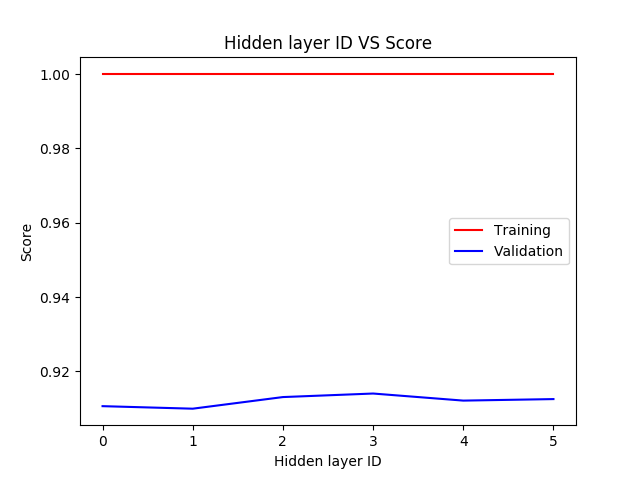 Hidden layer ID VS Score
1.00
0.98
0.96
0.94
0.92
Score
Training
Validation
0 1 2 3 4 5
Hidden layer ID